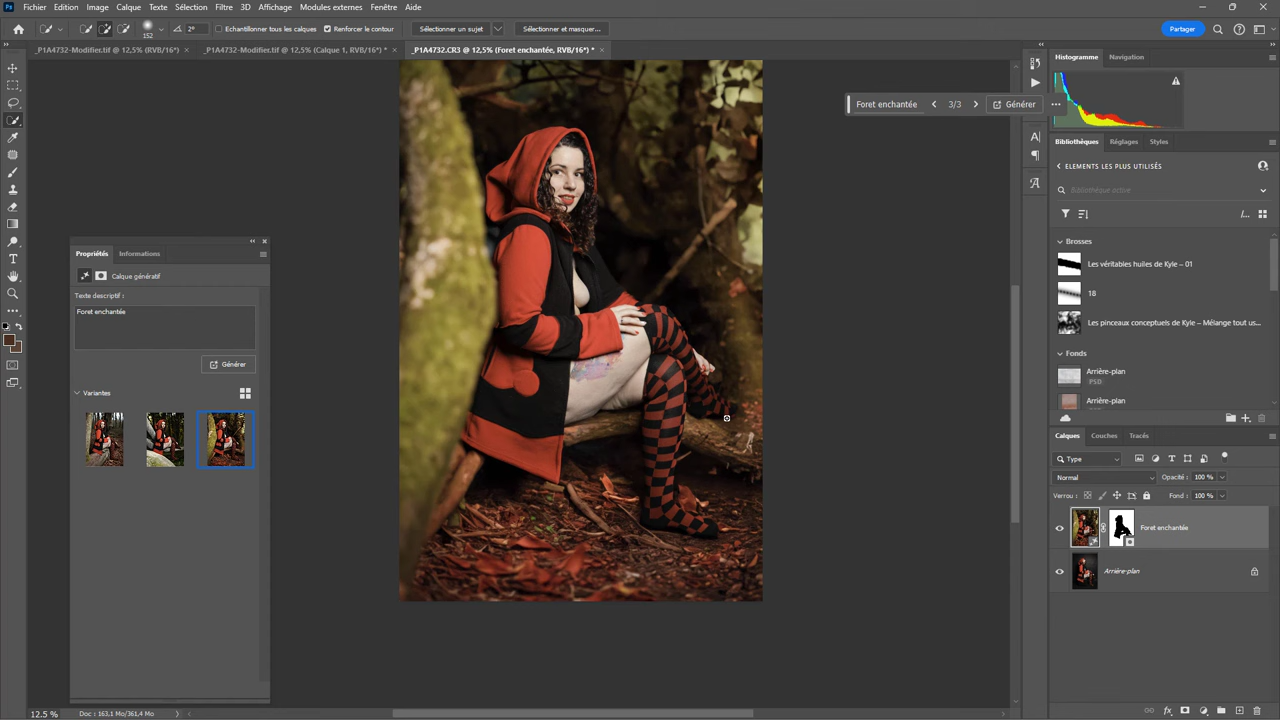 Fichier Edition Image Calque Texte Sélection Filtre 3D Affichage Modules externes Fenêtre Aide
152 2° Echantillonner tous les calques Renforcer le contour Sélectionner un sujet Sélectionner et masquer... Partager
_P1A4732-Modifier.tif @ 12,5% (RVB/16*) × _P1A4732-Modifier.tif @ 12,5% (Calque 1, RVB/16*) * × _P1A4732.CR3 @ 12,5% (Foret enchantée, RVB/16*) * ×
Foret enchantée 3/3 Générer
Propriétés Informations
Calque génératif
Texte descriptif :
Foret enchantée
Générer
Variantes
Histogramme Navigation
Bibliothèques Réglages Styles
ELEMENTS LES PLUS UTILISÉS
Bibliothèque active
Brosses
Les véritables huiles de Kyle – 01
18
Les pinceaux conceptuels de Kyle – Mélange tout us...
Fonds
Arrière-plan
PSD
Arrière-plan
Calques Couches Tracés
Type
Normal Opacité : 100 %
Verrou : Fond : 100 %
Foret enchantée
Arrière-plan
12.5 % Doc : 163,1 Mo/361,4 Mo